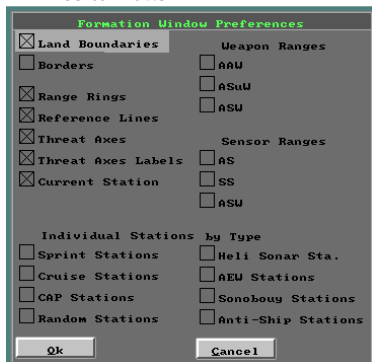 Formation Window Preferences
Land Boundaries
Borders
Range Rings
Reference Lines
Threat Axes
Threat Axes Labels
Current Station
Weapon Ranges
AAW
ASuW
ASW
Sensor Ranges
AS
SS
ASW
Individual Stations by Type
Sprint Stations
Cruise Stations
CAP Stations
Random Stations
Heli Sonar Sta.
AEW Stations
Sonobouy Stations
Anti-Ship Stations
Ok
Cancel